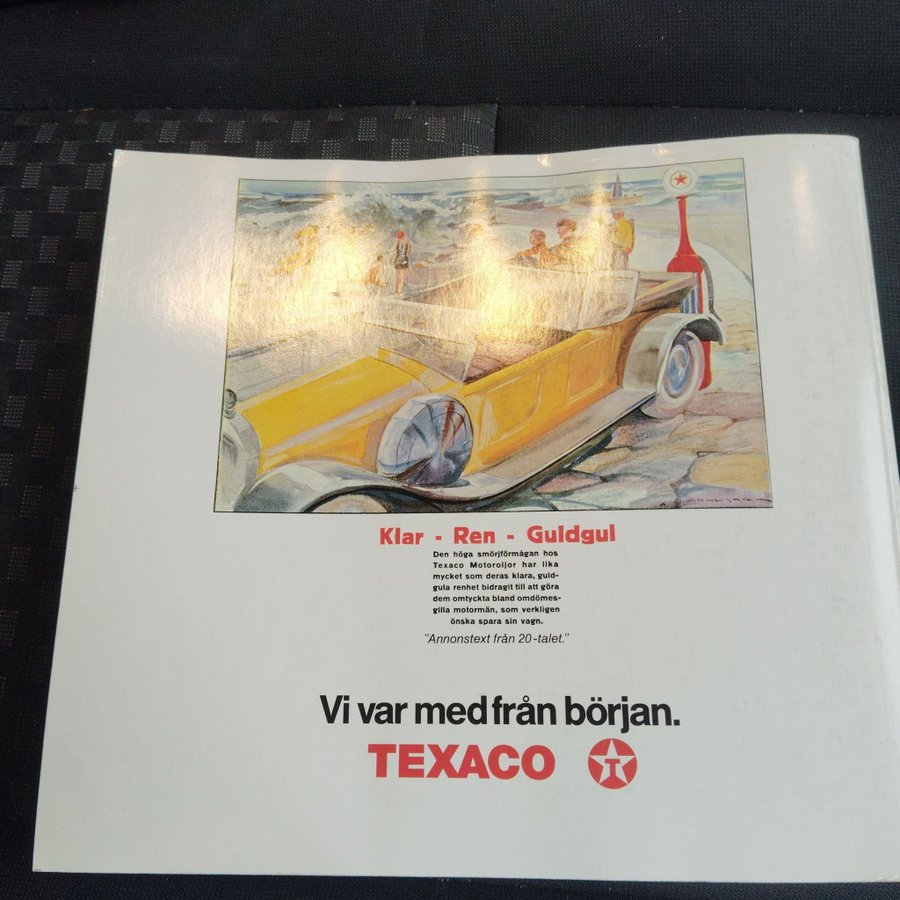 Klar - Ren - Guldgul
Den höga smörjförmågan hos
Texaco Motoroljor har lika
mycket som deras klara, guld-
gula renhet bidragit till att göra
dem omtyckta bland omdömes-
gilla motormän, som verkligen
önska spara sin vagn.
"Annonstext från 20-talet."
Vi var med från början.
TEXACO T